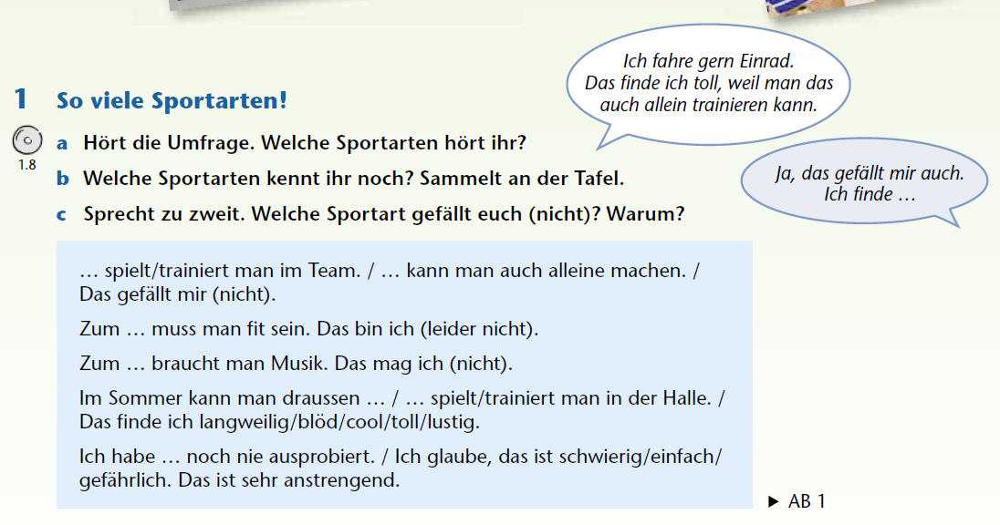 Ich fahre gern Einrad.
Das finde ich toll, weil man das
auch allein trainieren kann.
1 So viele Sportarten!
1.8
a Hört die Umfrage. Welche Sportarten hört ihr?
b Welche Sportarten kennt ihr noch? Sammelt an der Tafel.
Ja, das gefällt mir auch.
Ich finde …
c Sprecht zu zweit. Welche Sportart gefällt euch (nicht)? Warum?
… spielt/trainiert man im Team. / … kann man auch alleine machen. /
Das gefällt mir (nicht).
Zum … muss man fit sein. Das bin ich (leider nicht).
Zum … braucht man Musik. Das mag ich (nicht).
Im Sommer kann man draussen … / … spielt/trainiert man in der Halle. /
Das finde ich langweilig/blöd/cool/toll/lustig.
Ich habe … noch nie ausprobiert. / Ich glaube, das ist schwierig/einfach/
gefährlich. Das ist sehr anstrengend.
▶ AB 1